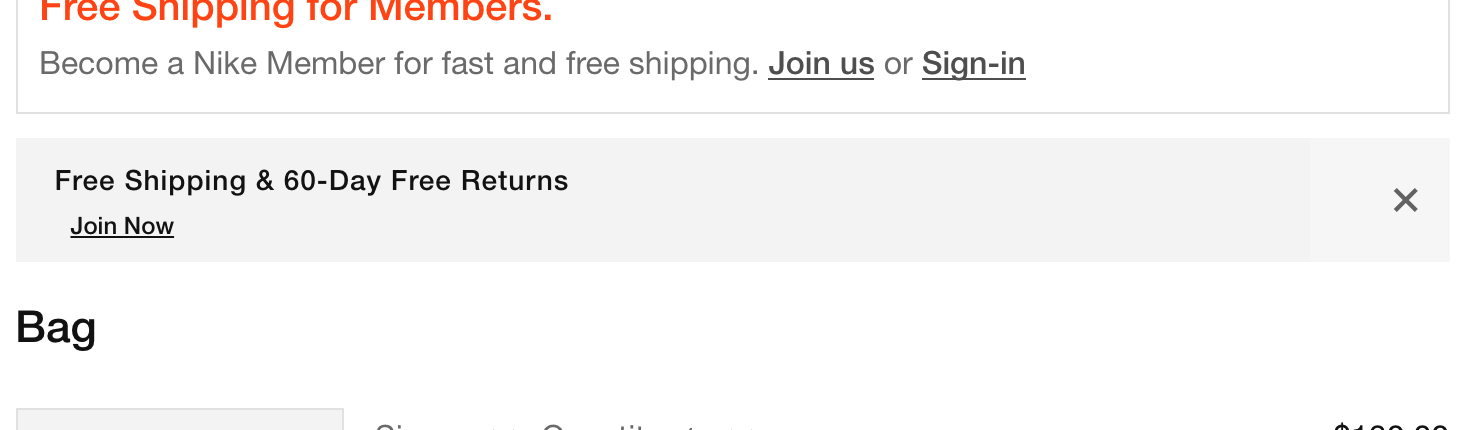 Free Shipping for Members.
Become a Nike Member for fast and free shipping. Join us or Sign-in
Free Shipping & 60-Day Free Returns
Join Now
Bag